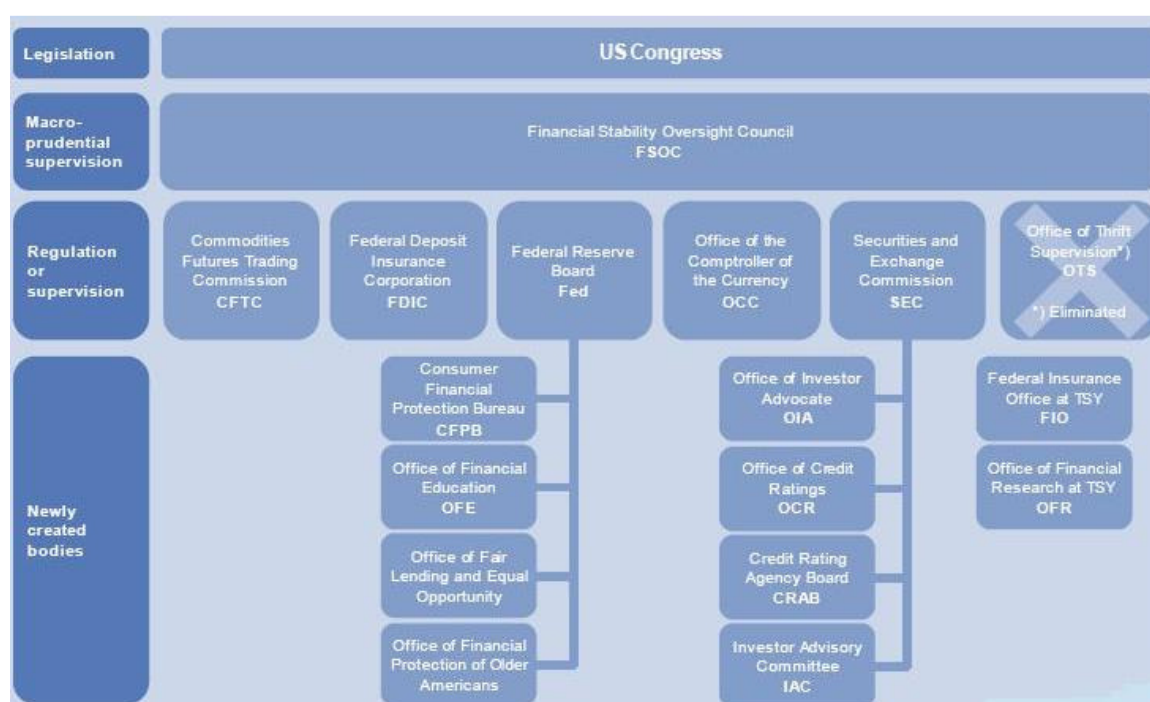 Legislation
US Congress
Macro-
prudential
supervision
Financial Stability Oversight Council
FSOC
Regulation
or
supervision
Commodities
Futures Trading
Commission
CFTC
Federal Deposit
Insurance
Corporation
FDIC
Federal Reserve
Board
Fed
Office of the
Comptroller of
the Currency
OCC
Securities and
Exchange
Commission
SEC
Office of Thrift
Supervision*)
OTS
*) Eliminated
Newly
created
bodies
Consumer
Financial
Protection Bureau
CFPB
Office of Financial
Education
OFE
Office of Fair
Lending and Equal
Opportunity
Office of Financial
Protection of Older
Americans
Office of Investor
Advocate
OIA
Office of Credit
Ratings
OCR
Credit Rating
Agency Board
CRAB
Investor Advisory
Committee
IAC
Federal Insurance
Office at TSY
FIO
Office of Financial
Research at TSY
OFR